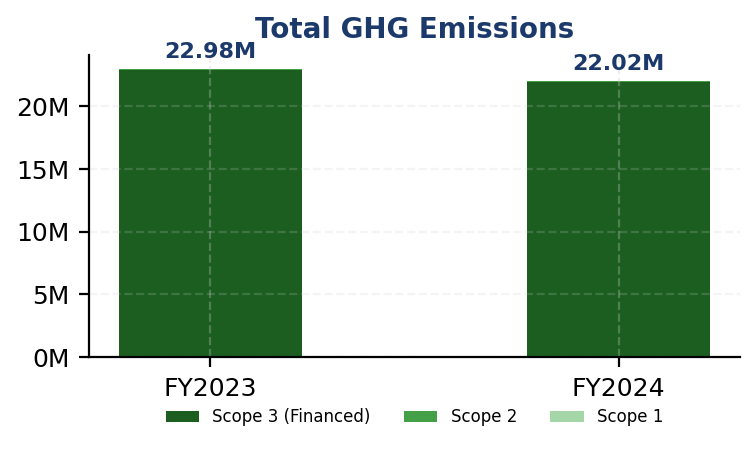 Total GHG Emissions
22.98M
22.02M
20M
15M
10M
5M
0M
FY2023 FY2024
Scope 3 (Financed) Scope 2 Scope 1